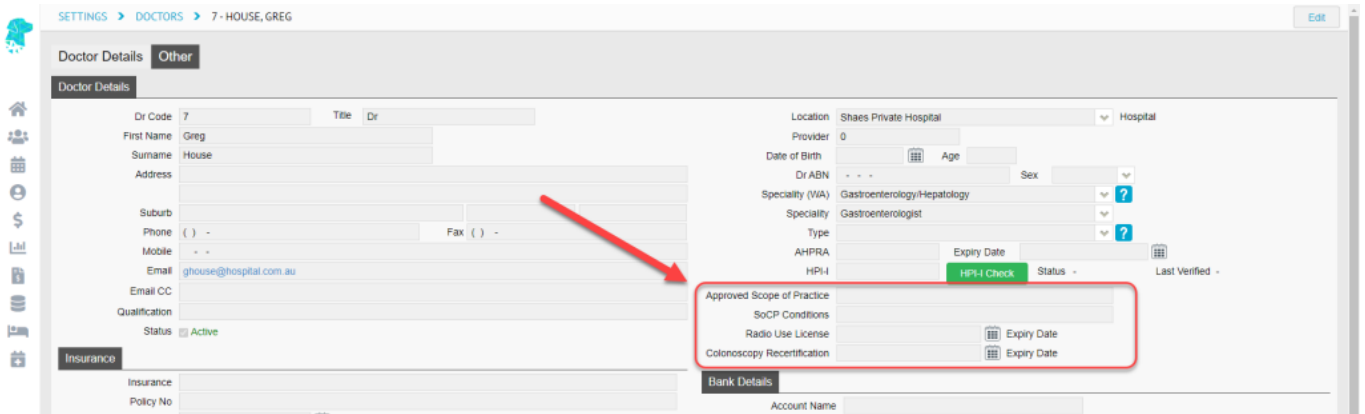 SETTINGS > DOCTORS > 7 - HOUSE, GREG
Edit
Doctor Details Other
Doctor Details
Dr Code 7 Title Dr
First Name Greg
Surname House
Address
Suburb
Phone ( ) - Fax ( ) -
Mobile - -
Email ghouse@hospital.com.au
Email CC
Qualification
Status Active
Location Shaes Private Hospital Hospital
Provider 0
Date of Birth Age
Dr ABN - - - Sex
Speciality (WA) Gastroenterology/Hepatology ?
Speciality Gastroenterologist
Type ?
AHPRA Expiry Date
HPI-I HPI-I Check Status - Last Verified -
Approved Scope of Practice
SoCP Conditions
Radio Use License Expiry Date
Colonoscopy Recertification Expiry Date
Insurance
Insurance
Policy No
Bank Details
Account Name